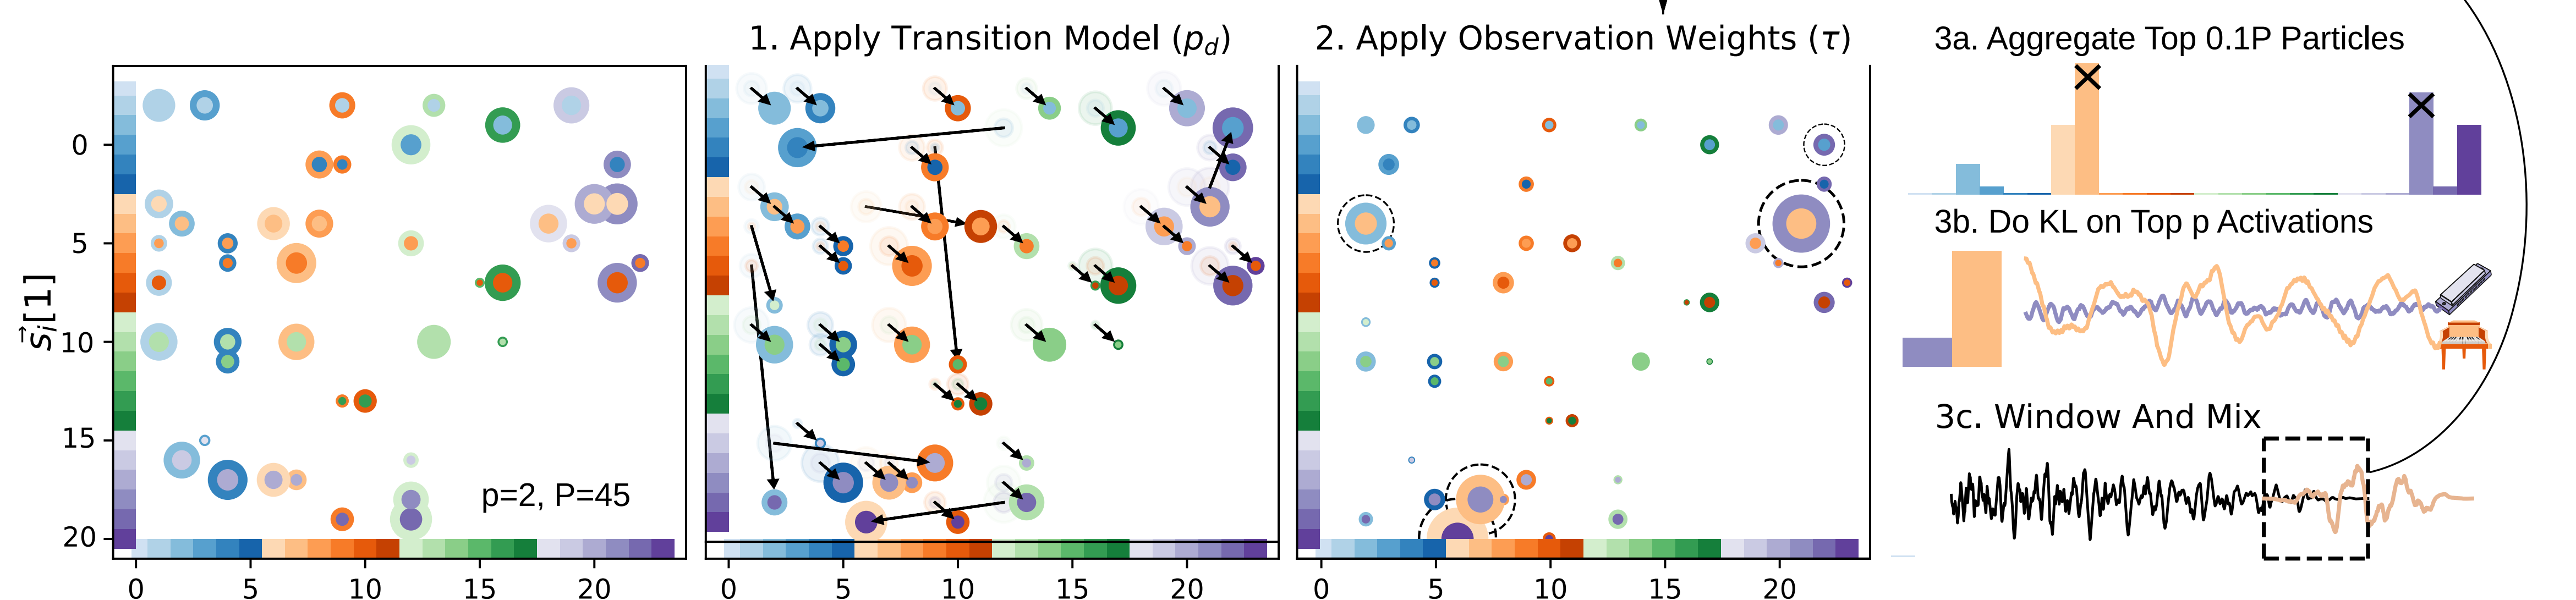 1. Apply Transition Model (p_d)
2. Apply Observation Weights (τ)
3a. Aggregate Top 0.1P Particles
3b. Do KL on Top p Activations
3c. Window And Mix
s⃗_i[1]
0
5
10
15
20
p=2, P=45
0 5 10 15 20
0 5 10 15 20
0 5 10 15 20